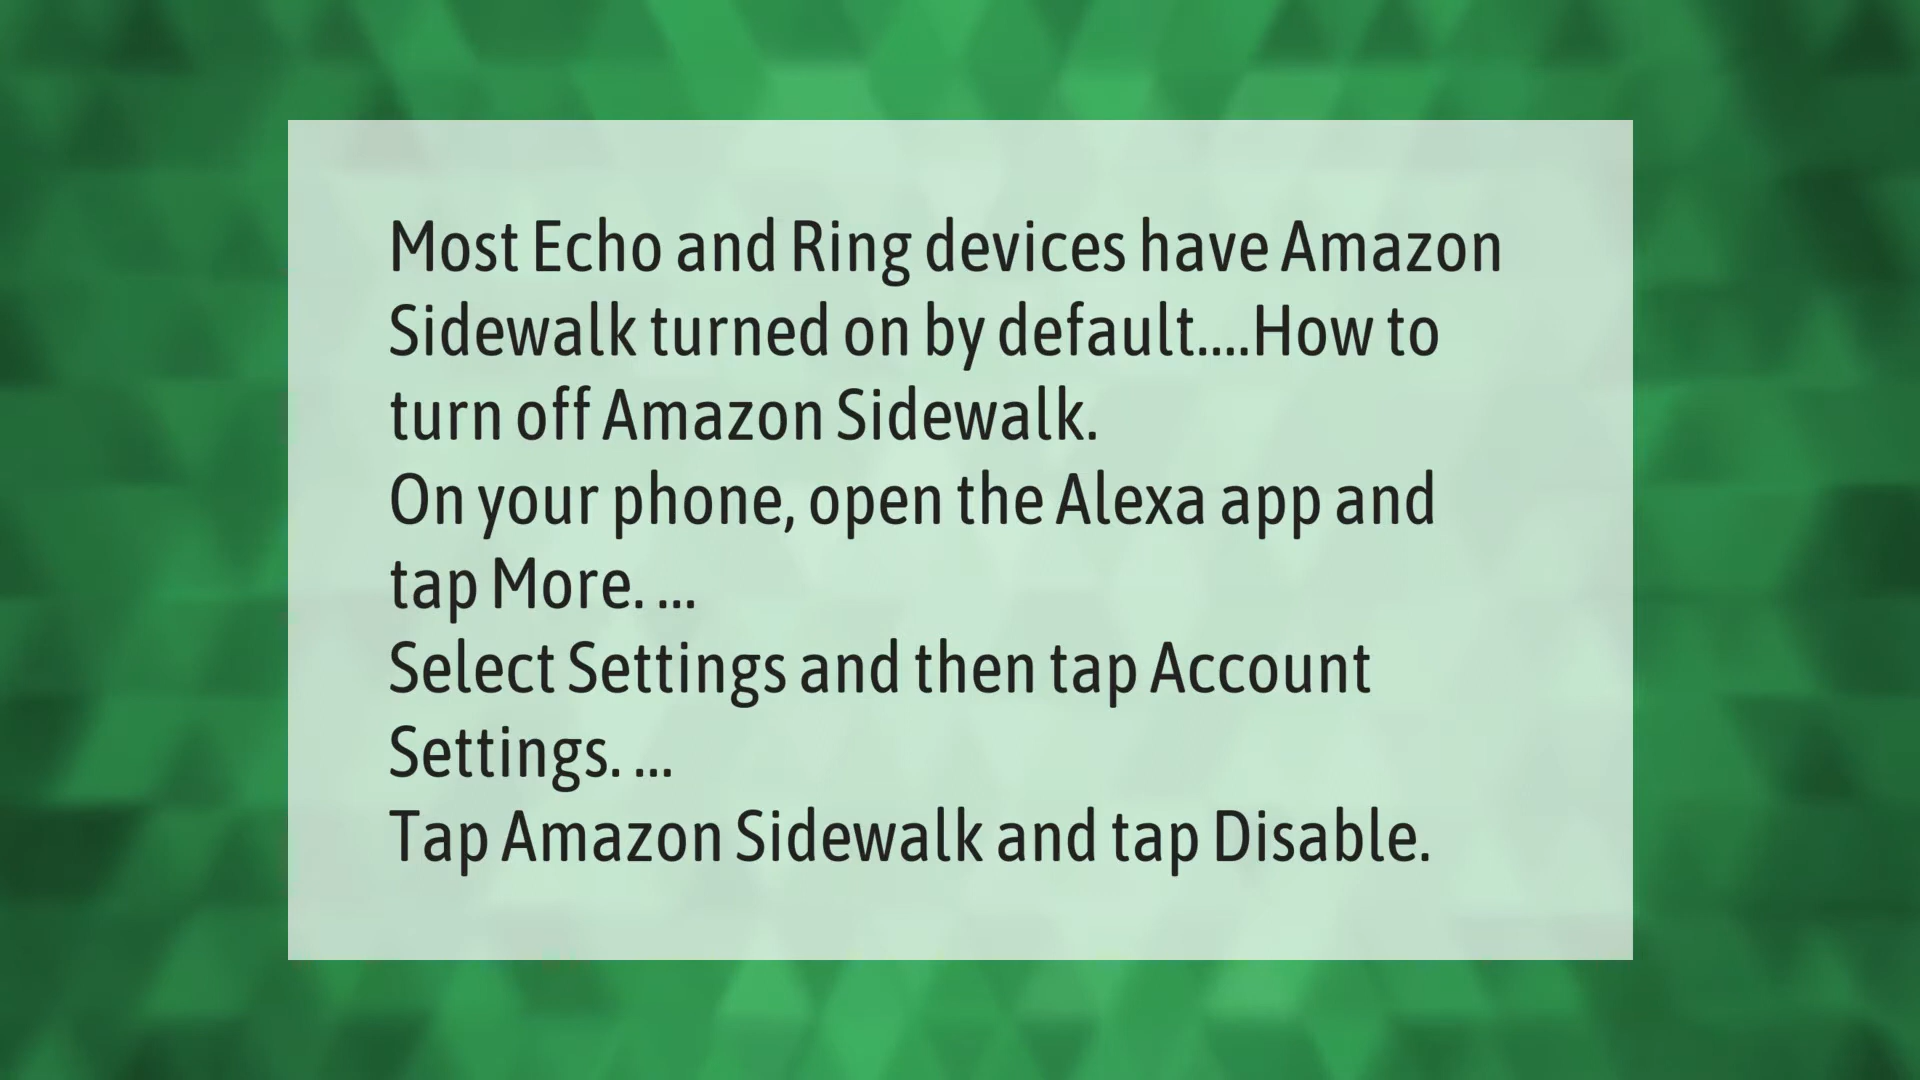 Most Echo and Ring devices have Amazon
Sidewalk turned on by default....How to
turn off Amazon Sidewalk.
On your phone, open the Alexa app and
tap More. ...
Select Settings and then tap Account
Settings. ...
Tap Amazon Sidewalk and tap Disable.